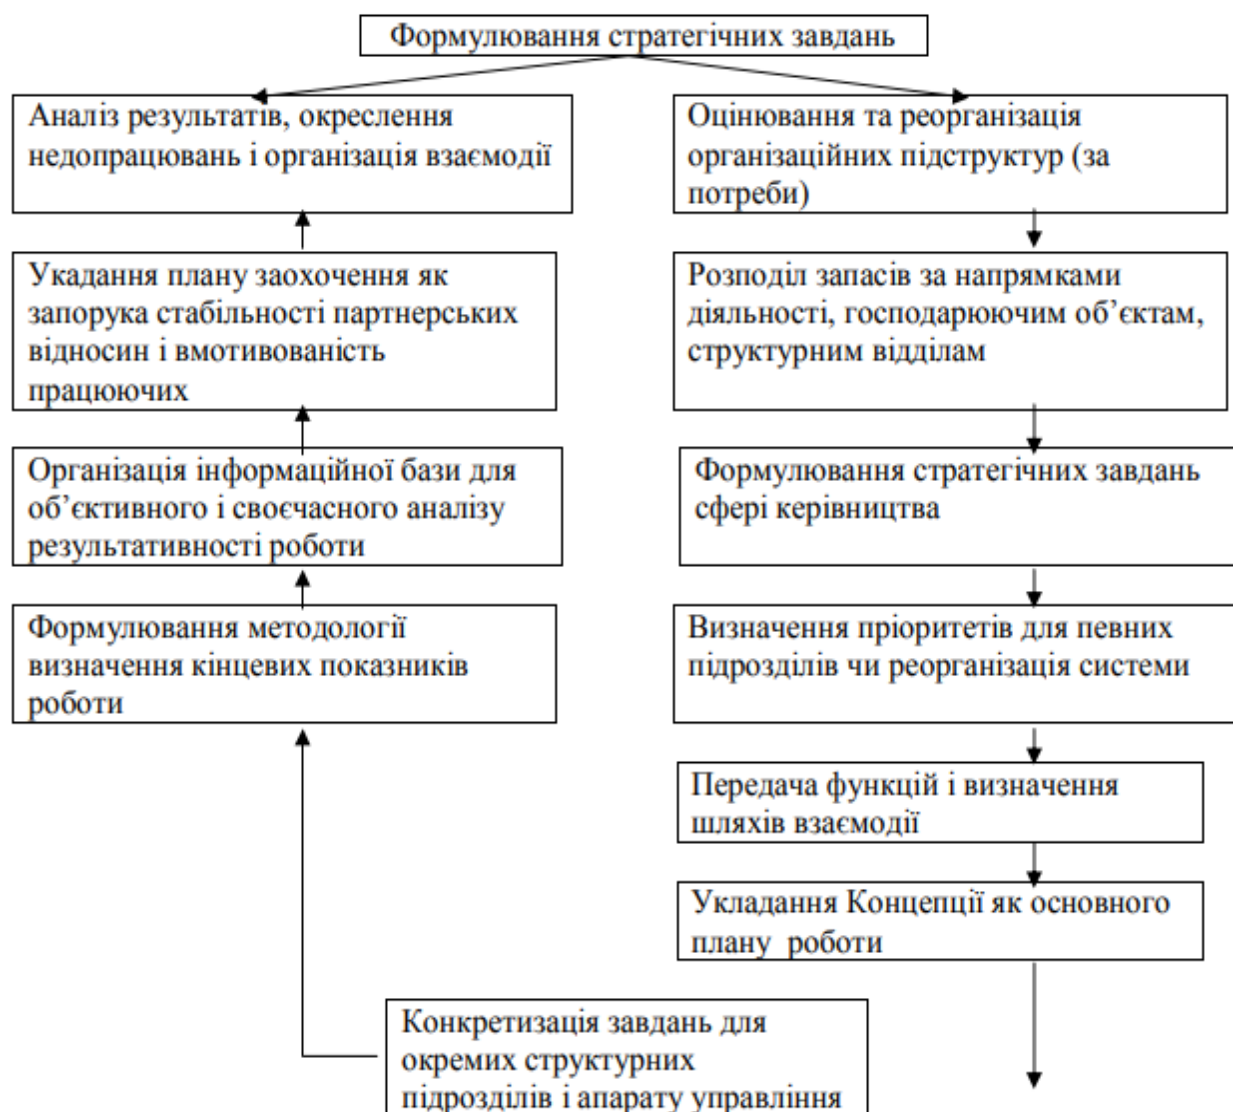 Формулювання стратегічних завдань
Аналіз результатів, окреслення
недопрацювань і організація взаємодії
Оцінювання та реорганізація
організаційних підструктур (за
потреби)
Укадання плану заохочення як
запорука стабільності партнерських
відносин і вмотивованість
працюючих
Розподіл запасів за напрямками
діяльності, господарюючим об’єктам,
структурним відділам
Організація інформаційної бази для
об’єктивного і своєчасного аналізу
результативності роботи
Формулювання стратегічних завдань
сфері керівництва
Формулювання методології
визначення кінцевих показників
роботи
Визначення пріоритетів для певних
підрозділів чи реорганізація системи
Передача функцій і визначення
шляхів взаємодії
Укладання Концепції як основного
плану роботи
Конкретизація завдань для
окремих структурних
підрозділів і апарату управління